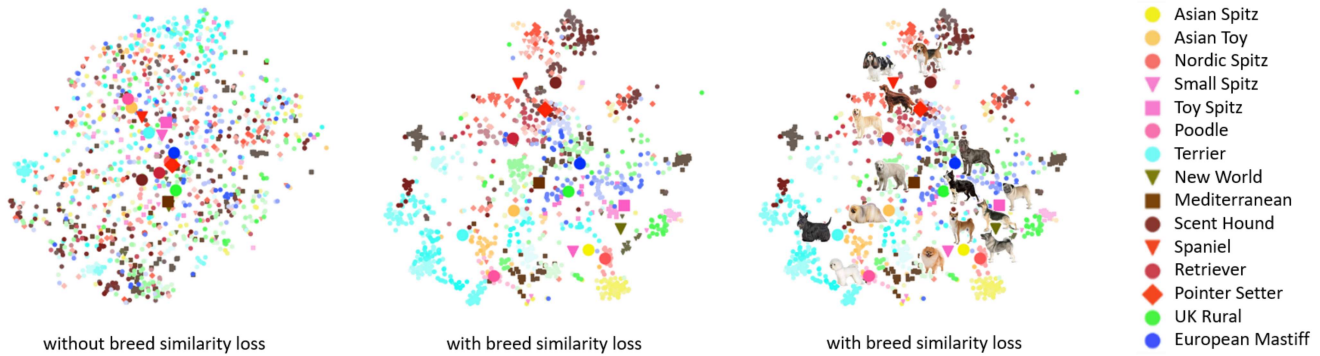 Asian Spitz
Asian Toy
Nordic Spitz
Small Spitz
Toy Spitz
Poodle
Terrier
New World
Mediterranean
Scent Hound
Spaniel
Retriever
Pointer Setter
UK Rural
European Mastiff
without breed similarity loss
with breed similarity loss
with breed similarity loss